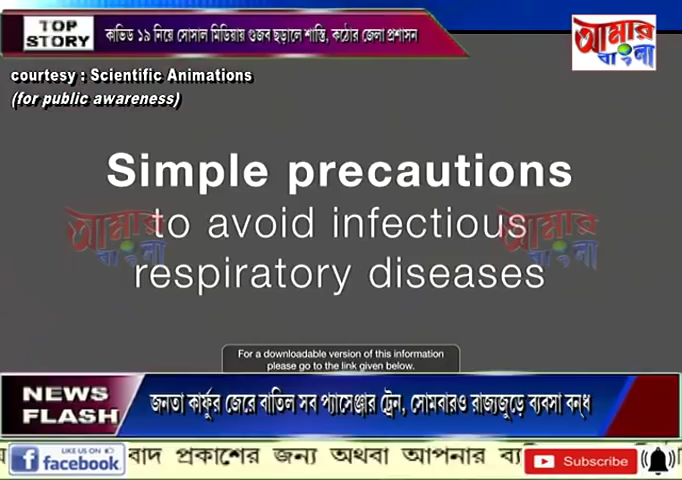 TOP
STORY
কভিড ১৯ নিয়ে সোসাল মিডিয়ায় গুজব ছড়ালে শাস্তি, কঠোর জেলা প্রশাসন
আমার
বাংলা
courtesy : Scientific Animations
(for public awareness)
Simple precautions
to avoid infectious
respiratory diseases
আমার
বাংলা
আমার
বাংলা
For a downloadable version of this information
please go to the link given below.
NEWS
FLASH
জনতা কার্ফুর জেরে বাতিল সব প্যাসেঞ্জার ট্রেন, সোমবারও রাজ্যজুড়ে ব্যবসা বন্ধ
LIKE US ON
facebook
বাদ প্রকাশের জন্য অথবা আপনার
Subscribe